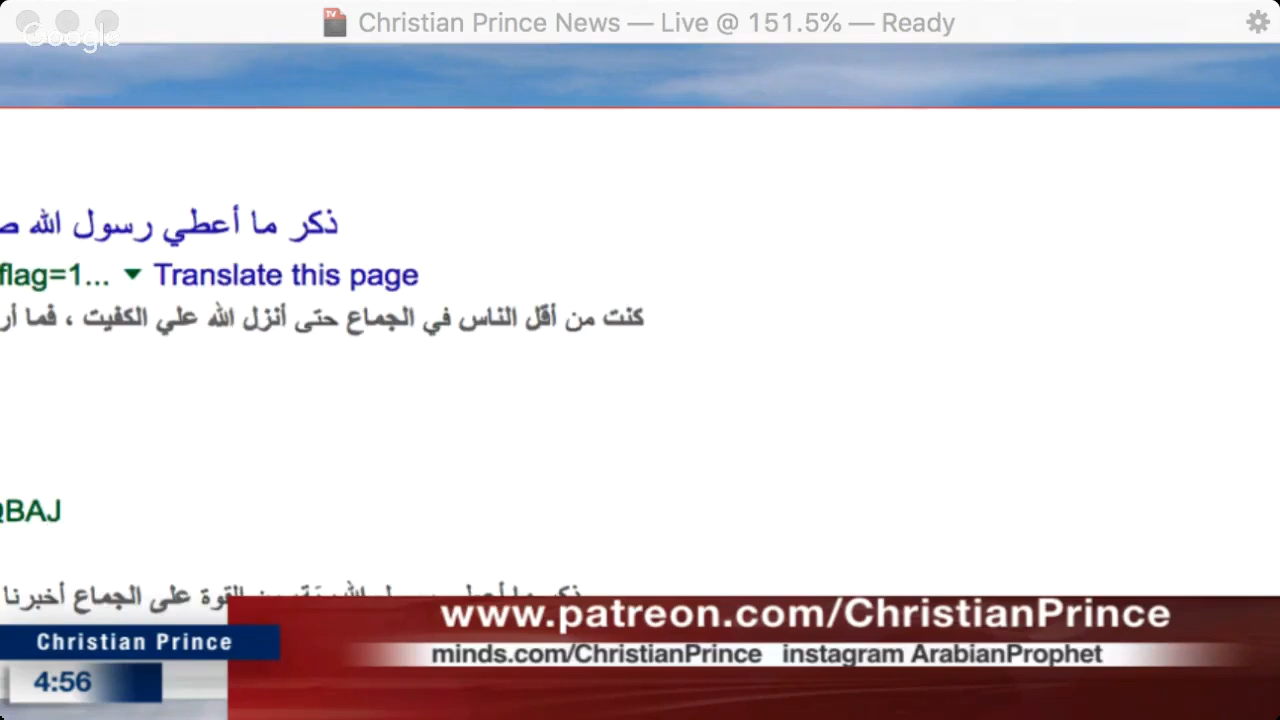 Google
Christian Prince News — Live @ 151.5% — Ready
ذكر ما أعطي رسول الله
flag=1... Translate this page
كنت من أقل الناس في الجماع حتى أنزل الله علي الكفيت ، فما
QBAJ
القوة على الجماع أخبرنا
www.patreon.com/ChristianPrince
Christian Prince
minds.com/ChristianPrince instagram ArabianProphet
4:56